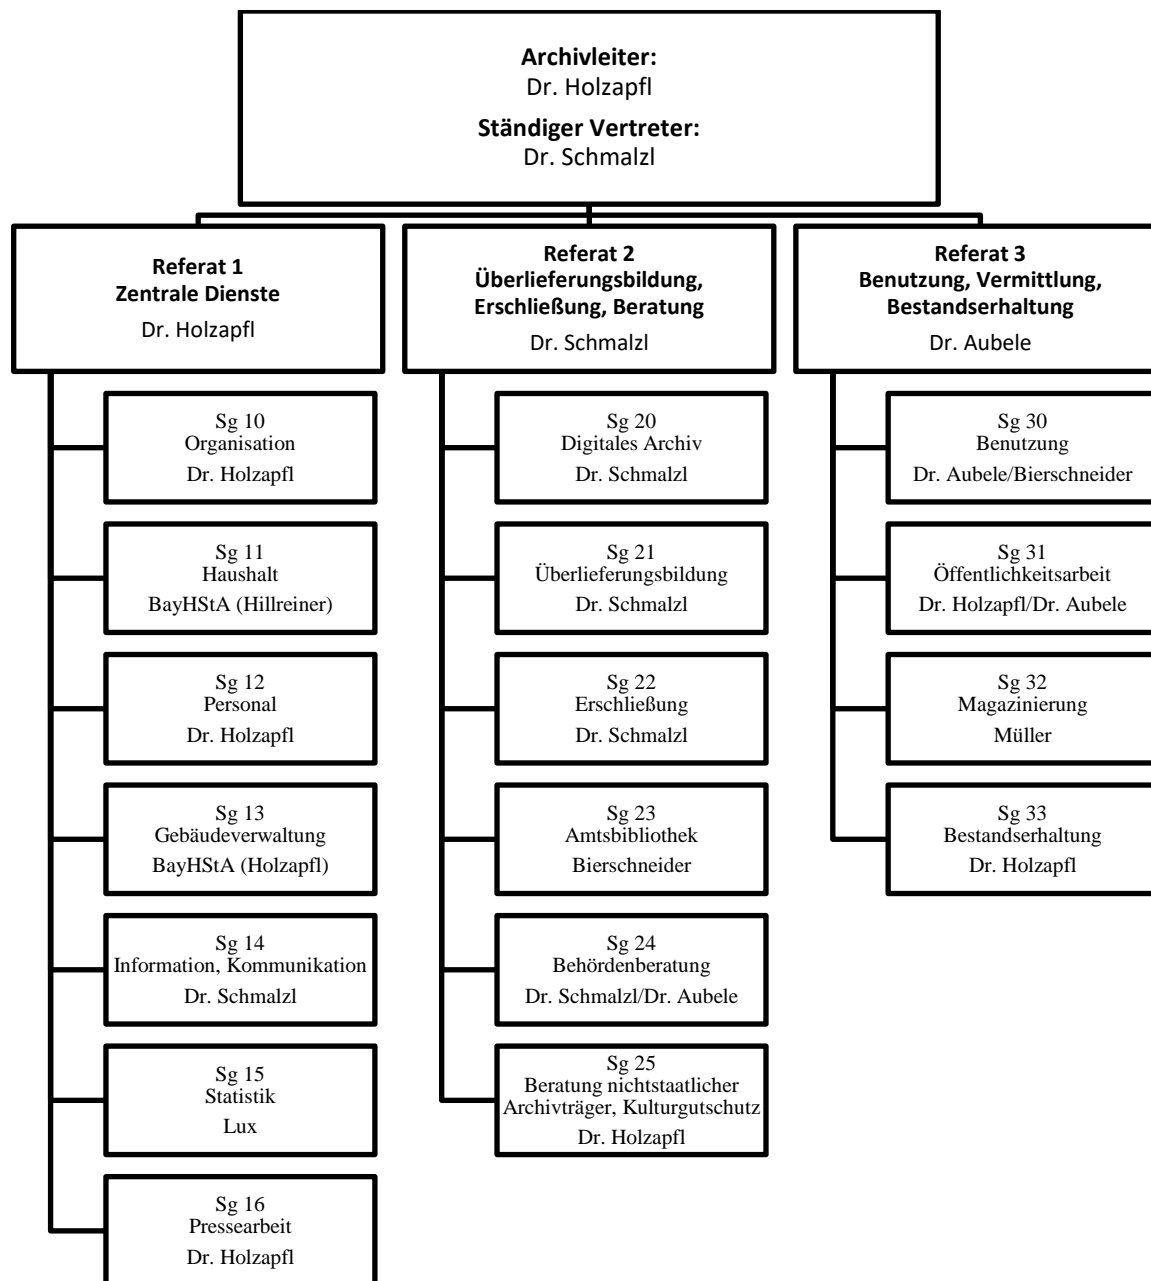 Archivleiter:
Dr. Holzapfl
Ständiger Vertreter:
Dr. Schmalzl
Referat 1
Zentrale Dienste
Dr. Holzapfl
Sg 10
Organisation
Dr. Holzapfl
Sg 11
Haushalt
BayHStA (Hillreiner)
Sg 12
Personal
Dr. Holzapfl
Sg 13
Gebäudeverwaltung
BayHStA (Holzapfl)
Sg 14
Information, Kommunikation
Dr. Schmalzl
Sg 15
Statistik
Lux
Sg 16
Pressearbeit
Dr. Holzapfl
Referat 2
Überlieferungsbildung,
Erschließung, Beratung
Dr. Schmalzl
Sg 20
Digitales Archiv
Dr. Schmalzl
Sg 21
Überlieferungsbildung
Dr. Schmalzl
Sg 22
Erschließung
Dr. Schmalzl
Sg 23
Amtsbibliothek
Bierschneider
Sg 24
Behördenberatung
Dr. Schmalzl/Dr. Aubele
Sg 25
Beratung nichtstaatlicher
Archivträger, Kulturgutschutz
Dr. Holzapfl
Referat 3
Benutzung, Vermittlung,
Bestandserhaltung
Dr. Aubele
Sg 30
Benutzung
Dr. Aubele/Bierschneider
Sg 31
Öffentlichkeitsarbeit
Dr. Holzapfl/Dr. Aubele
Sg 32
Magazinierung
Müller
Sg 33
Bestandserhaltung
Dr. Holzapfl